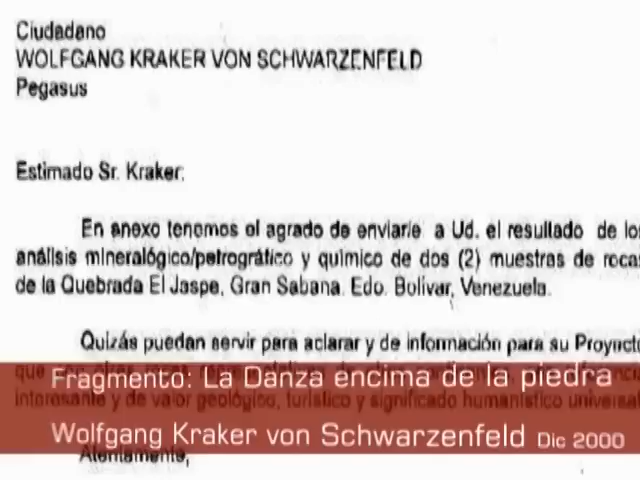 Ciudadano
WOLFGANG KRAKER VON SCHWARZENFELD
Pegasus
Estimado Sr. Kraker:
En anexo tenemos el agrado de enviarle a Ud. el resultado de los
análisis mineralógico/petrográfico y químico de dos (2) muestras de rocas
de la Quebrada El Jaspe, Gran Sabana. Edo. Bolívar, Venezuela.
Quizás puedan servir para aclarar y de información para su Proyecto
que
Fragmento: La Danza encima de la piedra
interesante y de valor geológico, turístico y significado humanístico universal
Wolfgang Kraker von Schwarzenfeld Dic 2000
Atentamente,